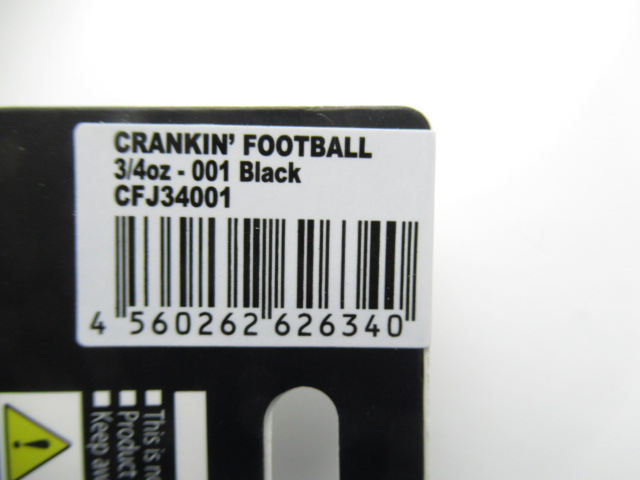 CRANKIN' FOOTBALL
3/4oz - 001 Black
CFJ34001
4 560262 626340
This is
Product
Keep